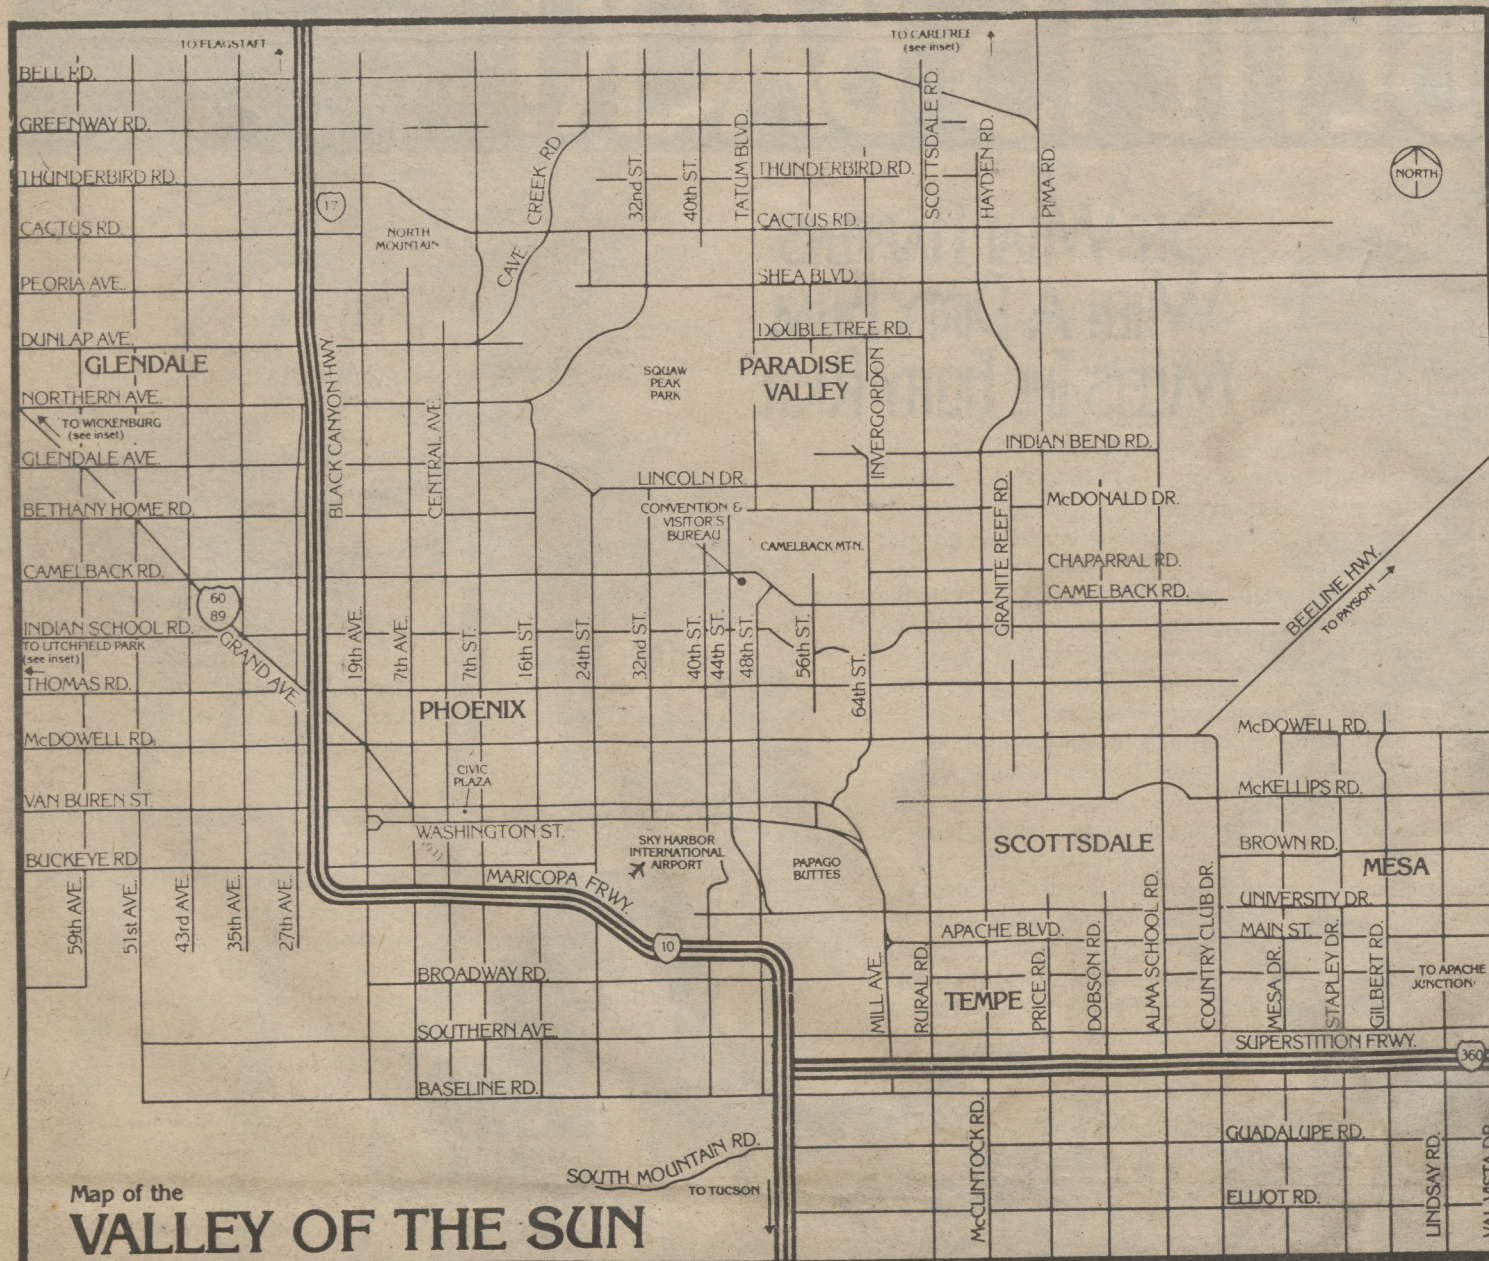 TO FLAGSTAFF
TO CAREFREE
(see inset)
BELL RD.
GREENWAY RD.
THUNDERBIRD RD.
CACTUS RD.
PEORIA AVE.
DUNLAP AVE.
GLENDALE
NORTHERN AVE.
TO WICKENBURG
(see inset)
GLENDALE AVE.
BETHANY HOME RD.
CAMELBACK RD.
60
89
INDIAN SCHOOL RD.
TO LITCHFIELD PARK
(see inset)
GRAND AVE.
THOMAS RD.
McDOWELL RD.
VAN BUREN ST.
BUCKEYE RD.
59th AVE.
51st AVE.
43rd AVE.
35th AVE.
27th AVE.
17
BLACK CANYON HWY.
NORTH
MOUNTAIN
CENTRAL AVE.
CAVE CREEK RD.
32nd ST.
40th ST.
TATUM BLVD.
THUNDERBIRD RD.
CACTUS RD.
SHEA BLVD.
DOUBLETREE RD.
SCOTTSDALE RD.
HAYDEN RD.
PIMA RD.
NORTH
SQUAW
PEAK
PARK
PARADISE
VALLEY
INVERGORDON
INDIAN BEND RD.
LINCOLN DR.
CONVENTION &
VISITOR'S
BUREAU
CAMELBACK MTN.
GRANITE REEF RD.
McDONALD DR.
CHAPARRAL RD.
CAMELBACK RD.
BEELINE HWY.
TO PAYSON
19th AVE.
7th AVE.
7th ST.
16th ST.
24th ST.
32nd ST.
40th ST.
44th ST.
48th ST.
56th ST.
64th ST.
PHOENIX
CIVIC
PLAZA
WASHINGTON ST.
SKY HARBOR
INTERNATIONAL
AIRPORT
PAPAGO
BUTTES
MARICOPA FRWY.
10
McDOWELL RD.
McKELLIPS RD.
SCOTTSDALE
BROWN RD.
MESA
UNIVERSITY DR.
APACHE BLVD.
MAIN ST.
MILL AVE.
RURAL RD.
TEMPE
PRICE RD.
DOBSON RD.
ALMA SCHOOL RD.
COUNTRY CLUB DR.
MESA DR.
STAPLEY DR.
GILBERT RD.
TO APACHE
JUNCTION
BROADWAY RD.
SOUTHERN AVE.
SUPERSTITION FRWY.
360
BASELINE RD.
SOUTH MOUNTAIN RD.
TO TUCSON
McCLINTOCK RD.
GUADALUPE RD.
ELLIOT RD.
LINDSAY RD.
VAL VISTA DR.
Map of the
VALLEY OF THE SUN